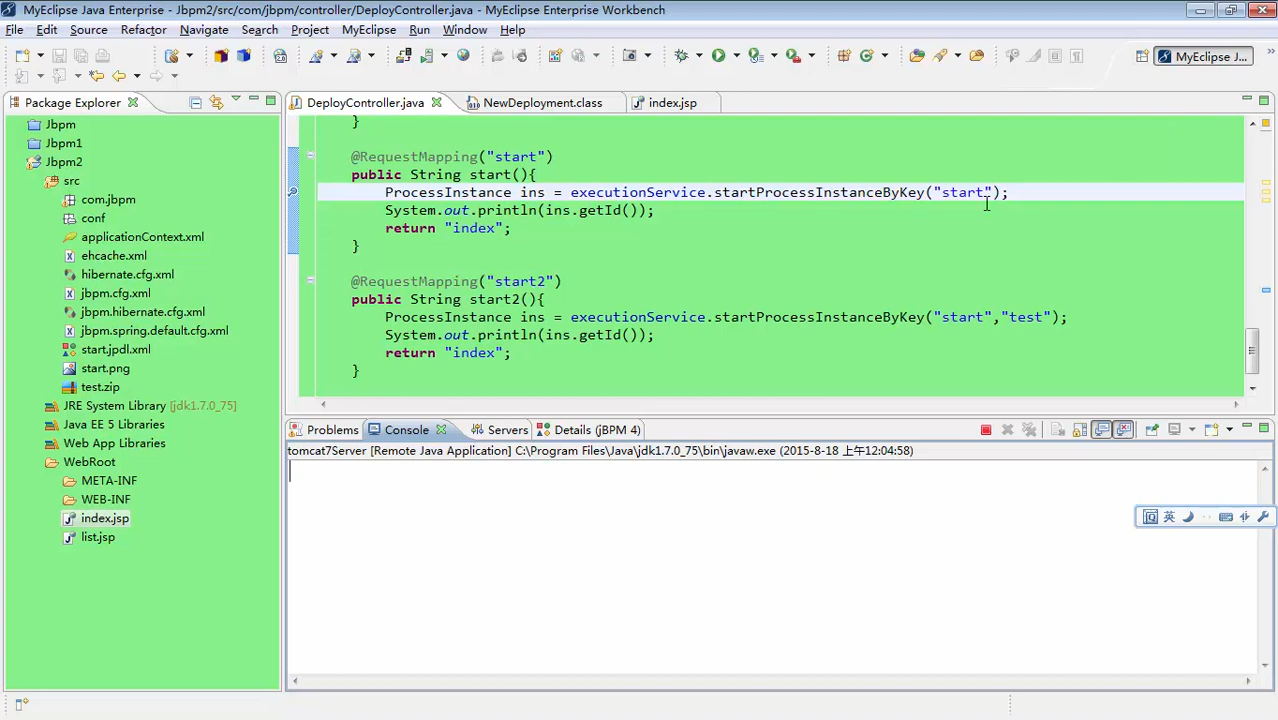 MyEclipse Java Enterprise - Jbpm2/src/com/jbpm/controller/DeployController.java - MyEclipse Enterprise Workbench
File Edit Source Refactor Navigate Search Project MyEclipse Run Window Help
MyEclipse J...
Package Explorer
DeployController.java NewDeployment.class index.jsp
Jbpm
Jbpm1
Jbpm2
src
com.jbpm
conf
applicationContext.xml
ehcache.xml
hibernate.cfg.xml
jbpm.cfg.xml
jbpm.hibernate.cfg.xml
jbpm.spring.default.cfg.xml
start.jpdl.xml
start.png
test.zip
JRE System Library [jdk1.7.0_75]
Java EE 5 Libraries
Web App Libraries
WebRoot
META-INF
WEB-INF
index.jsp
list.jsp
}
@RequestMapping("start")
public String start(){
ProcessInstance ins = executionService.startProcessInstanceByKey("start");
System.out.println(ins.getId());
return "index";
}
@RequestMapping("start2")
public String start2(){
ProcessInstance ins = executionService.startProcessInstanceByKey("start","test");
System.out.println(ins.getId());
return "index";
}
Problems Console Servers Details (jBPM 4)
tomcat7Server [Remote Java Application] C:\Program Files\Java\jdk1.7.0_75\bin\javaw.exe (2015-8-18 上午12:04:58)
英